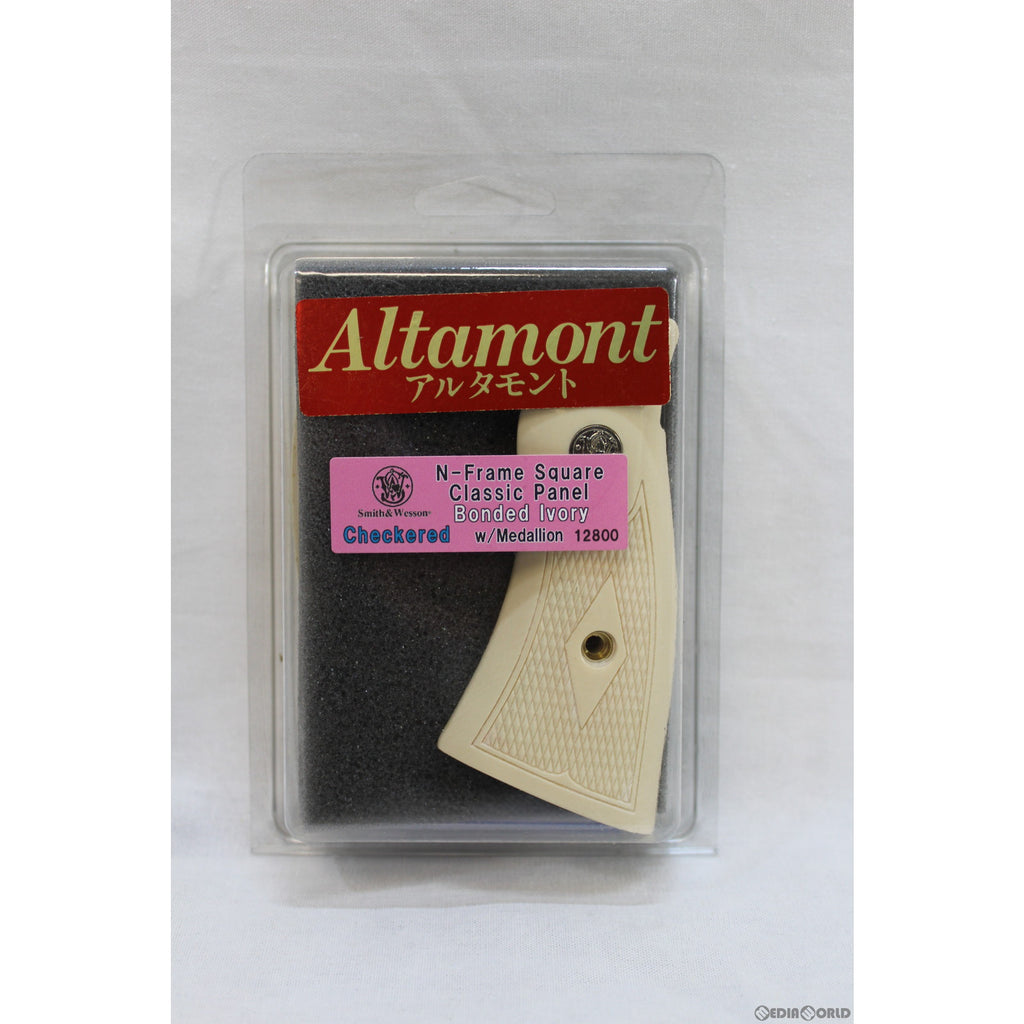 Altamont
アルタモント
N-Frame Square
Classic Panel
Bonded Ivory
Smith & Wesson®
Checkered w/Medallion 12800
MEDIAWORLD